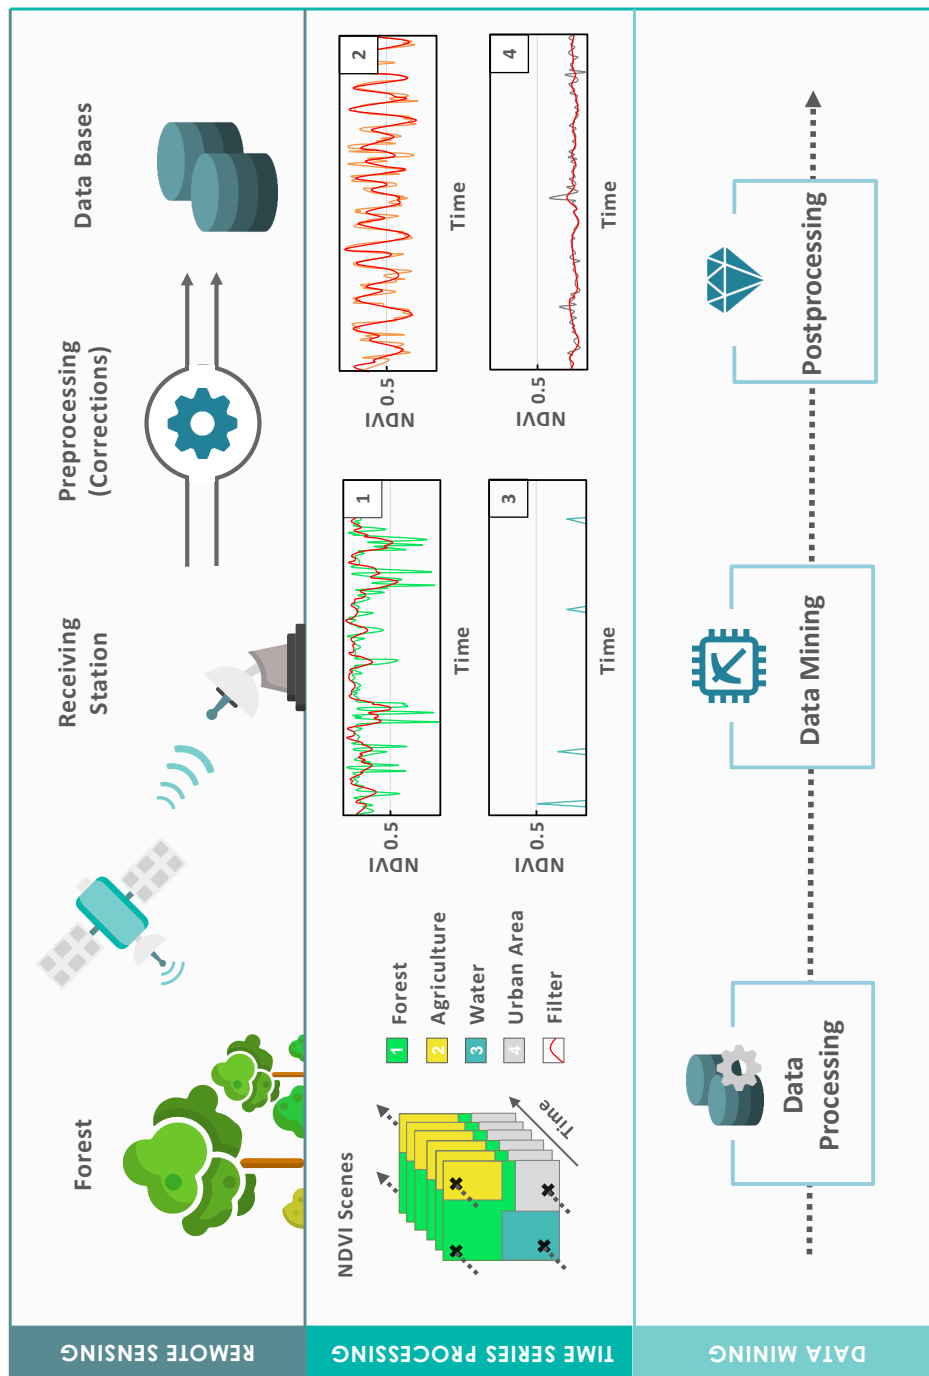 REMOTE SENSING
Forest
Receiving
Station
Preprocessing
(Corrections)
Data Bases
TIME SERIES PROCESSING
NDVI Scenes
Time
1 Forest
2 Agriculture
3 Water
4 Urban Area
Filter
NDVI
0.5
Time
1
NDVI
0.5
Time
2
NDVI
0.5
Time
3
NDVI
0.5
Time
4
DATA MINING
Data
Processing
Data Mining
Postprocessing